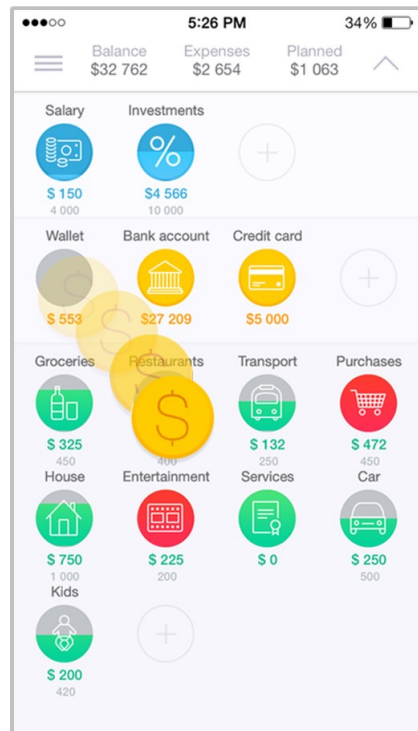 5:26 PM 34%
Balance Expenses Planned
$32 762 $2 654 $1 063
Salary Investments
$ 150 $4 566
4 000 10 000
Wallet Bank account Credit card
$ 553 $27 209 $5 000
Groceries Restaurants Transport Purchases
$ 325 $ 132 $ 472
450 400 250 450
House Entertainment Services Car
$ 750 $ 225 $ 0 $ 250
1 000 200 500
Kids
$ 200
420